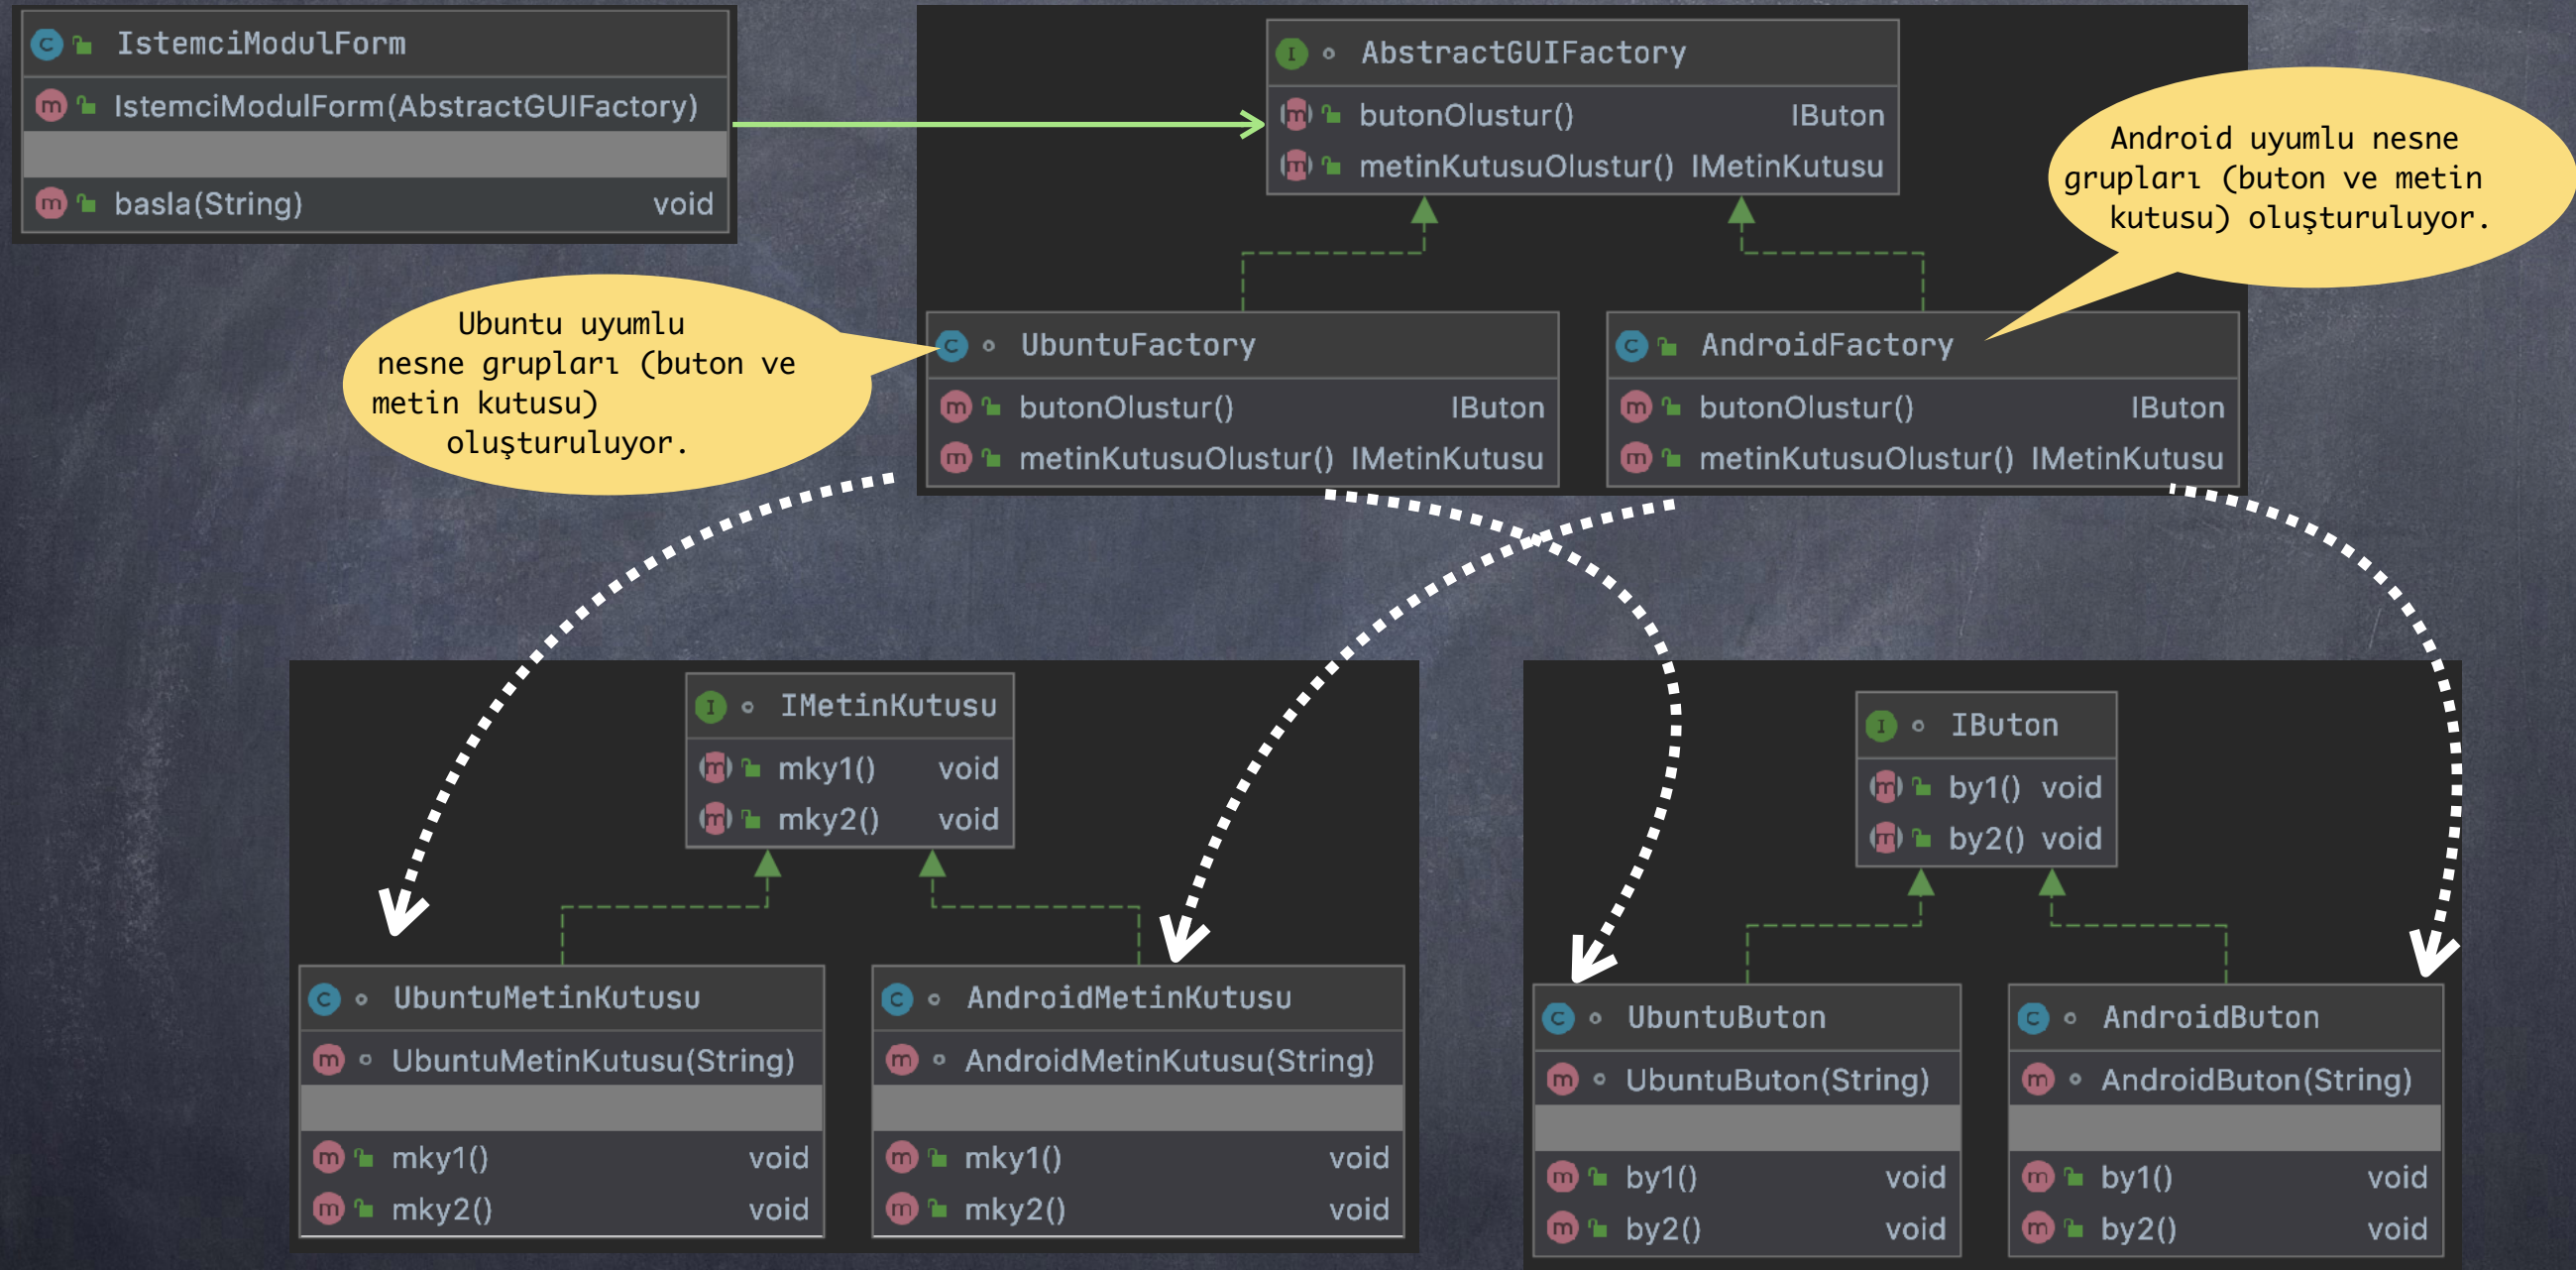 IstemciModulForm
IstemciModulForm(AbstractGUIFactory)
basla(String) void
AbstractGUIFactory
butonOlustur() IButon
metinKutusuOlustur() IMetinKutusu
Android uyumlu nesne
grupları (buton ve metin
kutusu) oluşturuluyor.
Ubuntu uyumlu
nesne grupları (buton ve
metin kutusu)
oluşturuluyor.
UbuntuFactory
butonOlustur() IButon
metinKutusuOlustur() IMetinKutusu
AndroidFactory
butonOlustur() IButon
metinKutusuOlustur() IMetinKutusu
IMetinKutusu
mky1() void
mky2() void
IButon
by1() void
by2() void
UbuntuMetinKutusu
UbuntuMetinKutusu(String)
mky1() void
mky2() void
AndroidMetinKutusu
AndroidMetinKutusu(String)
mky1() void
mky2() void
UbuntuButon
UbuntuButon(String)
by1() void
by2() void
AndroidButon
AndroidButon(String)
by1() void
by2() void